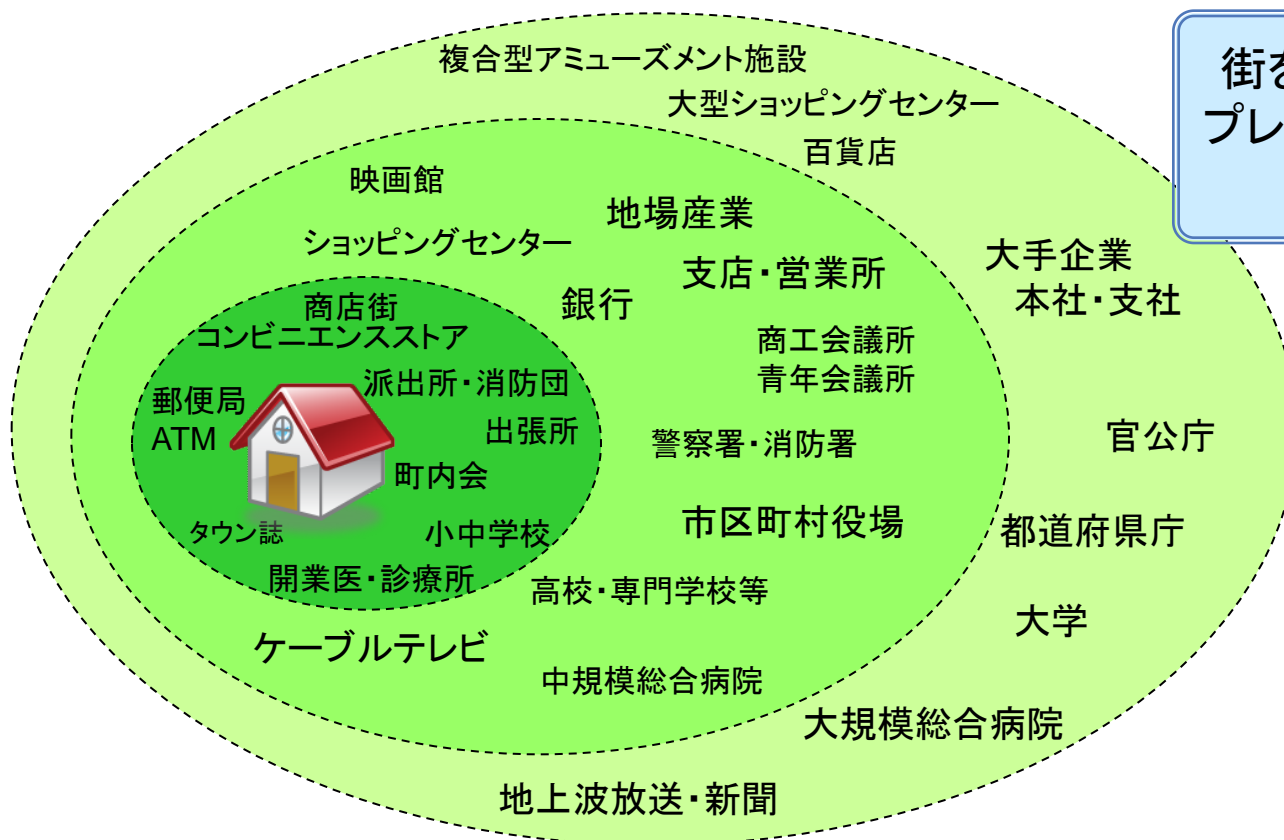 複合型アミューズメント施設
大型ショッピングセンター
百貨店
街を
プレ
映画館
地場産業
ショッピングセンター
支店・営業所
大手企業
本社・支社
銀行
商店街
コンビニエンスストア
商工会議所
青年会議所
派出所・消防団
郵便局
ATM
出張所
警察署・消防署
官公庁
町内会
タウン誌
小中学校
市区町村役場
都道府県庁
開業医・診療所
高校・専門学校等
大学
ケーブルテレビ
中規模総合病院
大規模総合病院
地上波放送・新聞